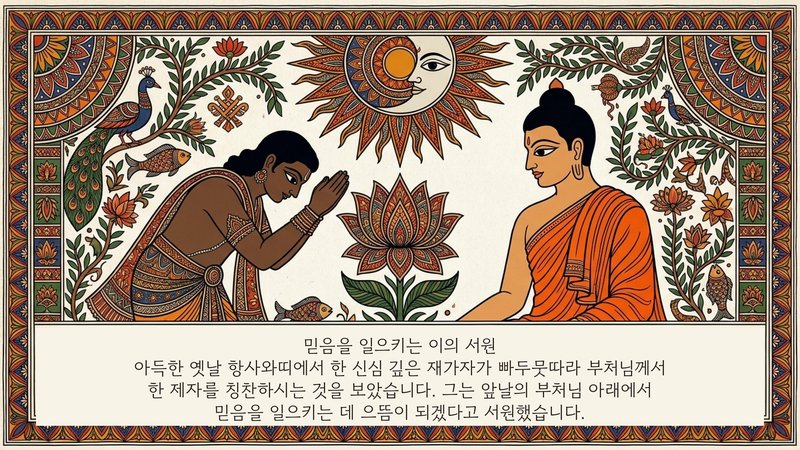 믿음을 일으키는 이의 서원
아득한 옛날 항사와띠에서 한 신심 깊은 재가자가 빠두뭇따라 부처님께서
한 제자를 칭찬하시는 것을 보았습니다. 그는 앞날의 부처님 아래에서
믿음을 일으키는 데 으뜸이 되겠다고 서원했습니다.